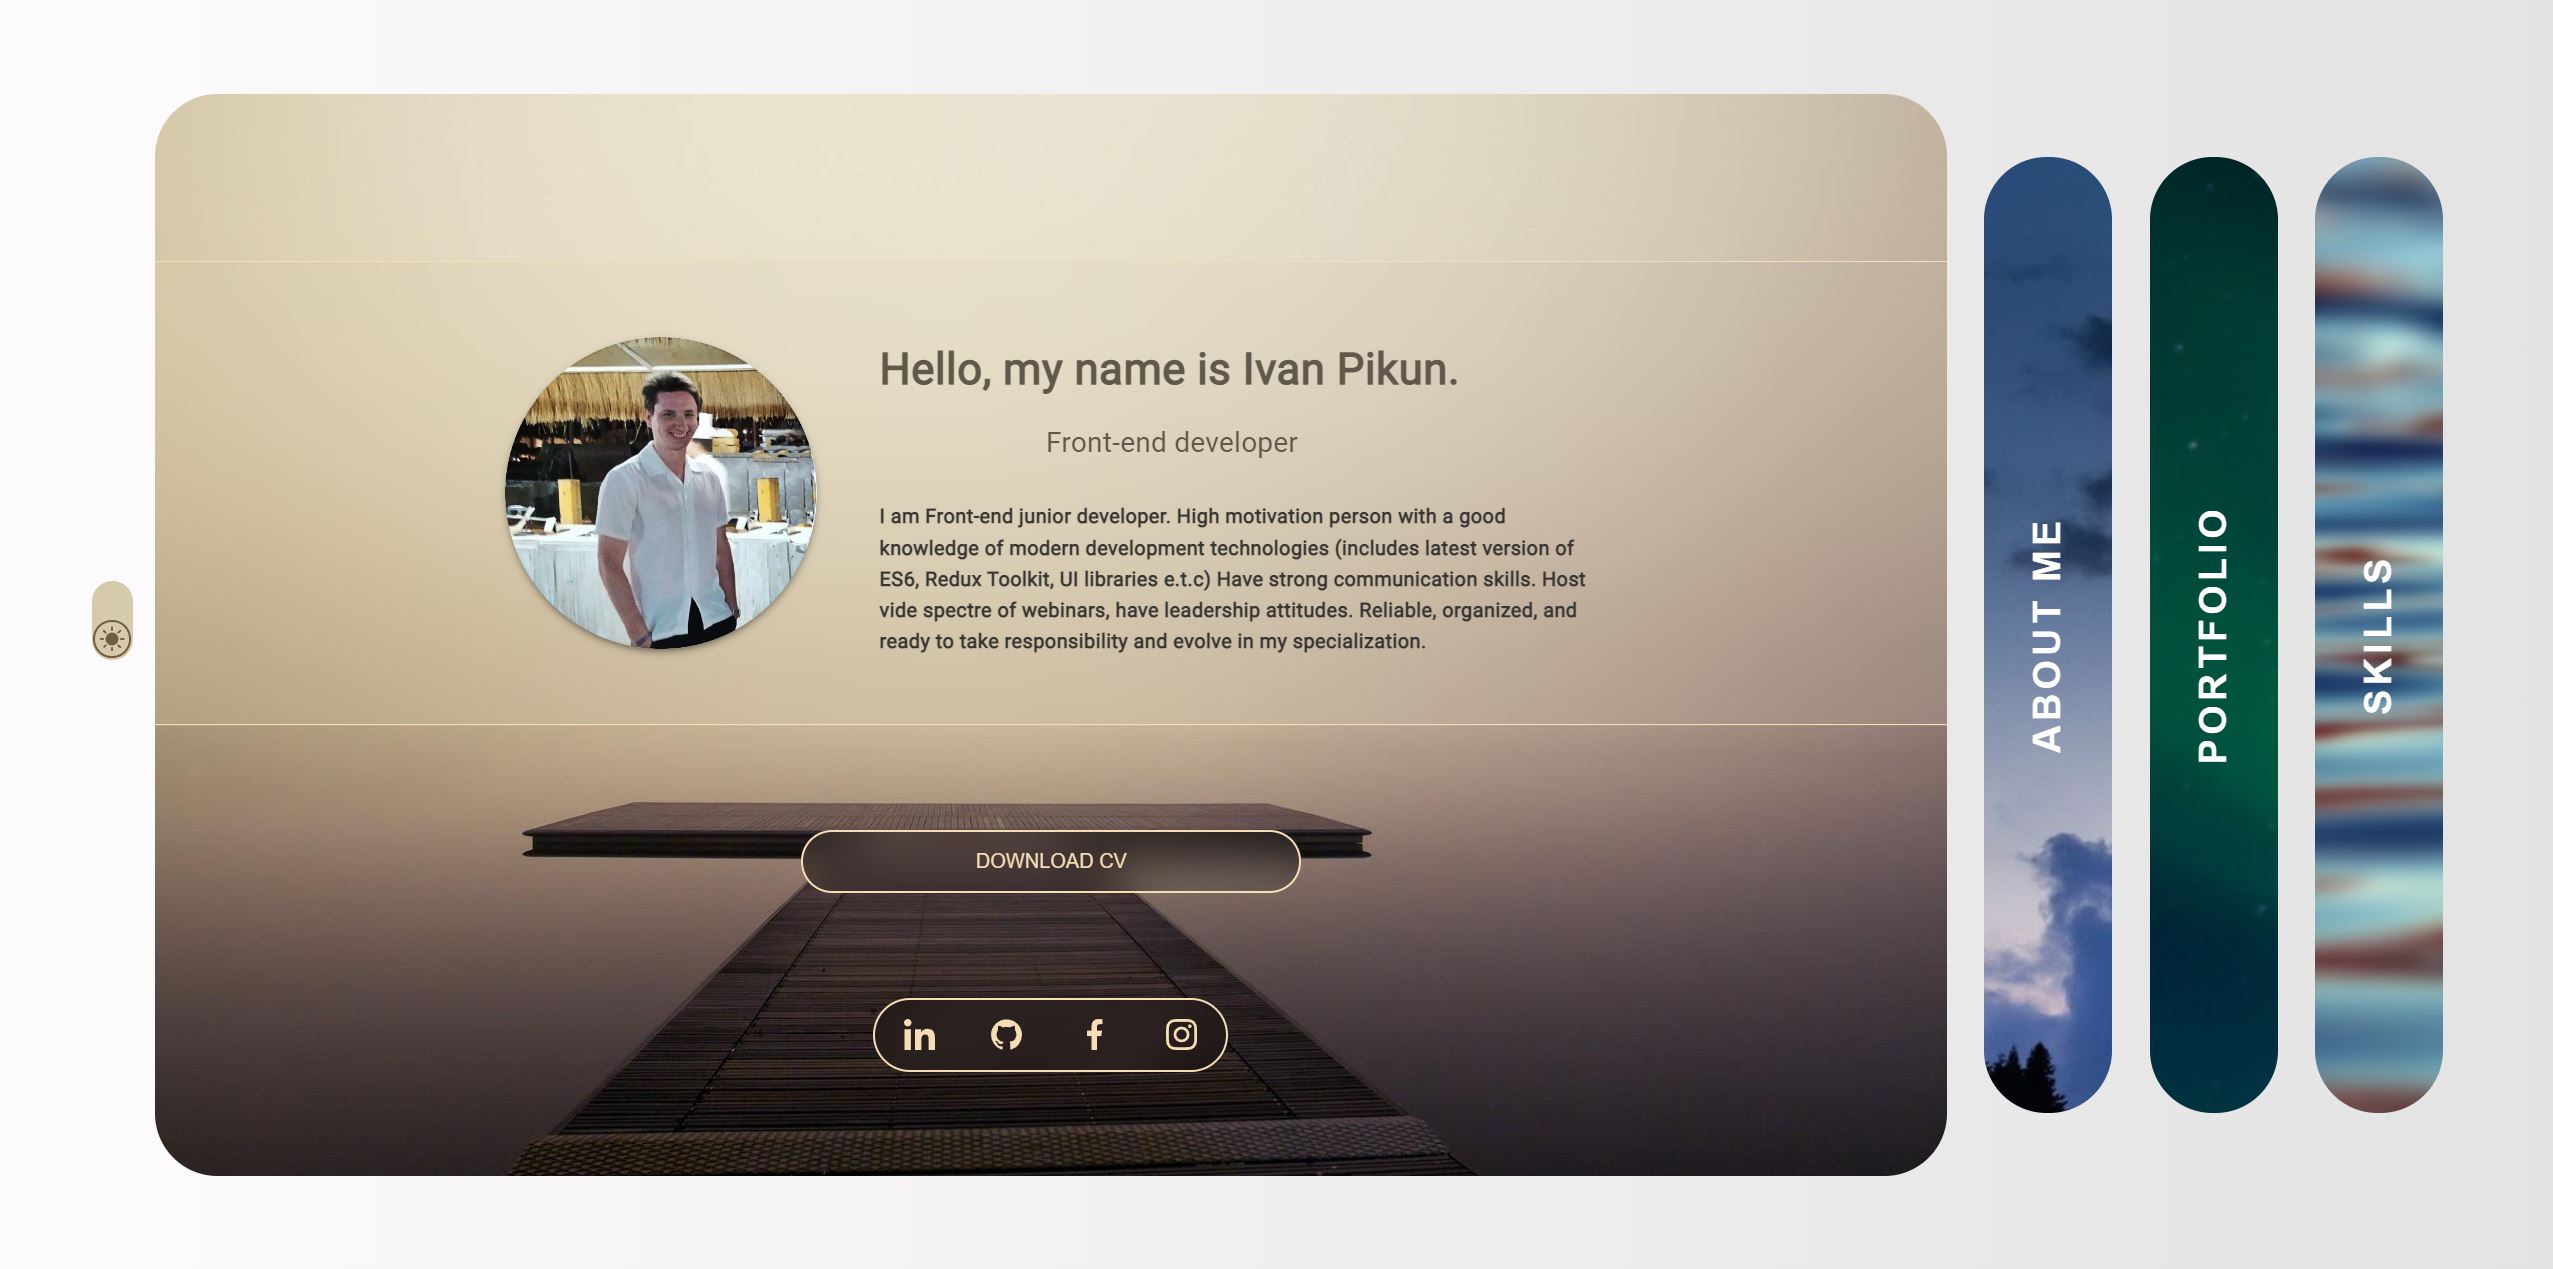 Hello, my name is Ivan Pikun.
Front-end developer
I am Front-end junior developer. High motivation person with a good
knowledge of modern development technologies (includes latest version of
ES6, Redux Toolkit, UI libraries e.t.c) Have strong communication skills. Host
vide spectre of webinars, have leadership attitudes. Reliable, organized, and
ready to take responsibility and evolve in my specialization.
DOWNLOAD CV
ABOUT ME
PORTFOLIO
SKILLS